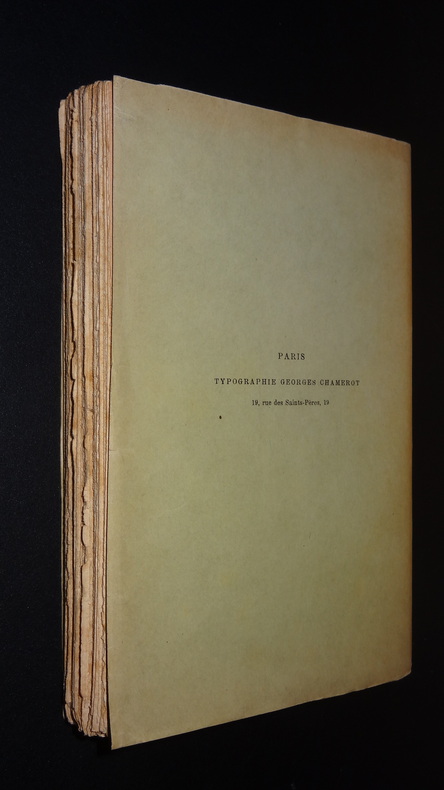 PARIS
TYPOGRAPHIE GEORGES CHAMEROT
19, rue des Saints-Pères, 19